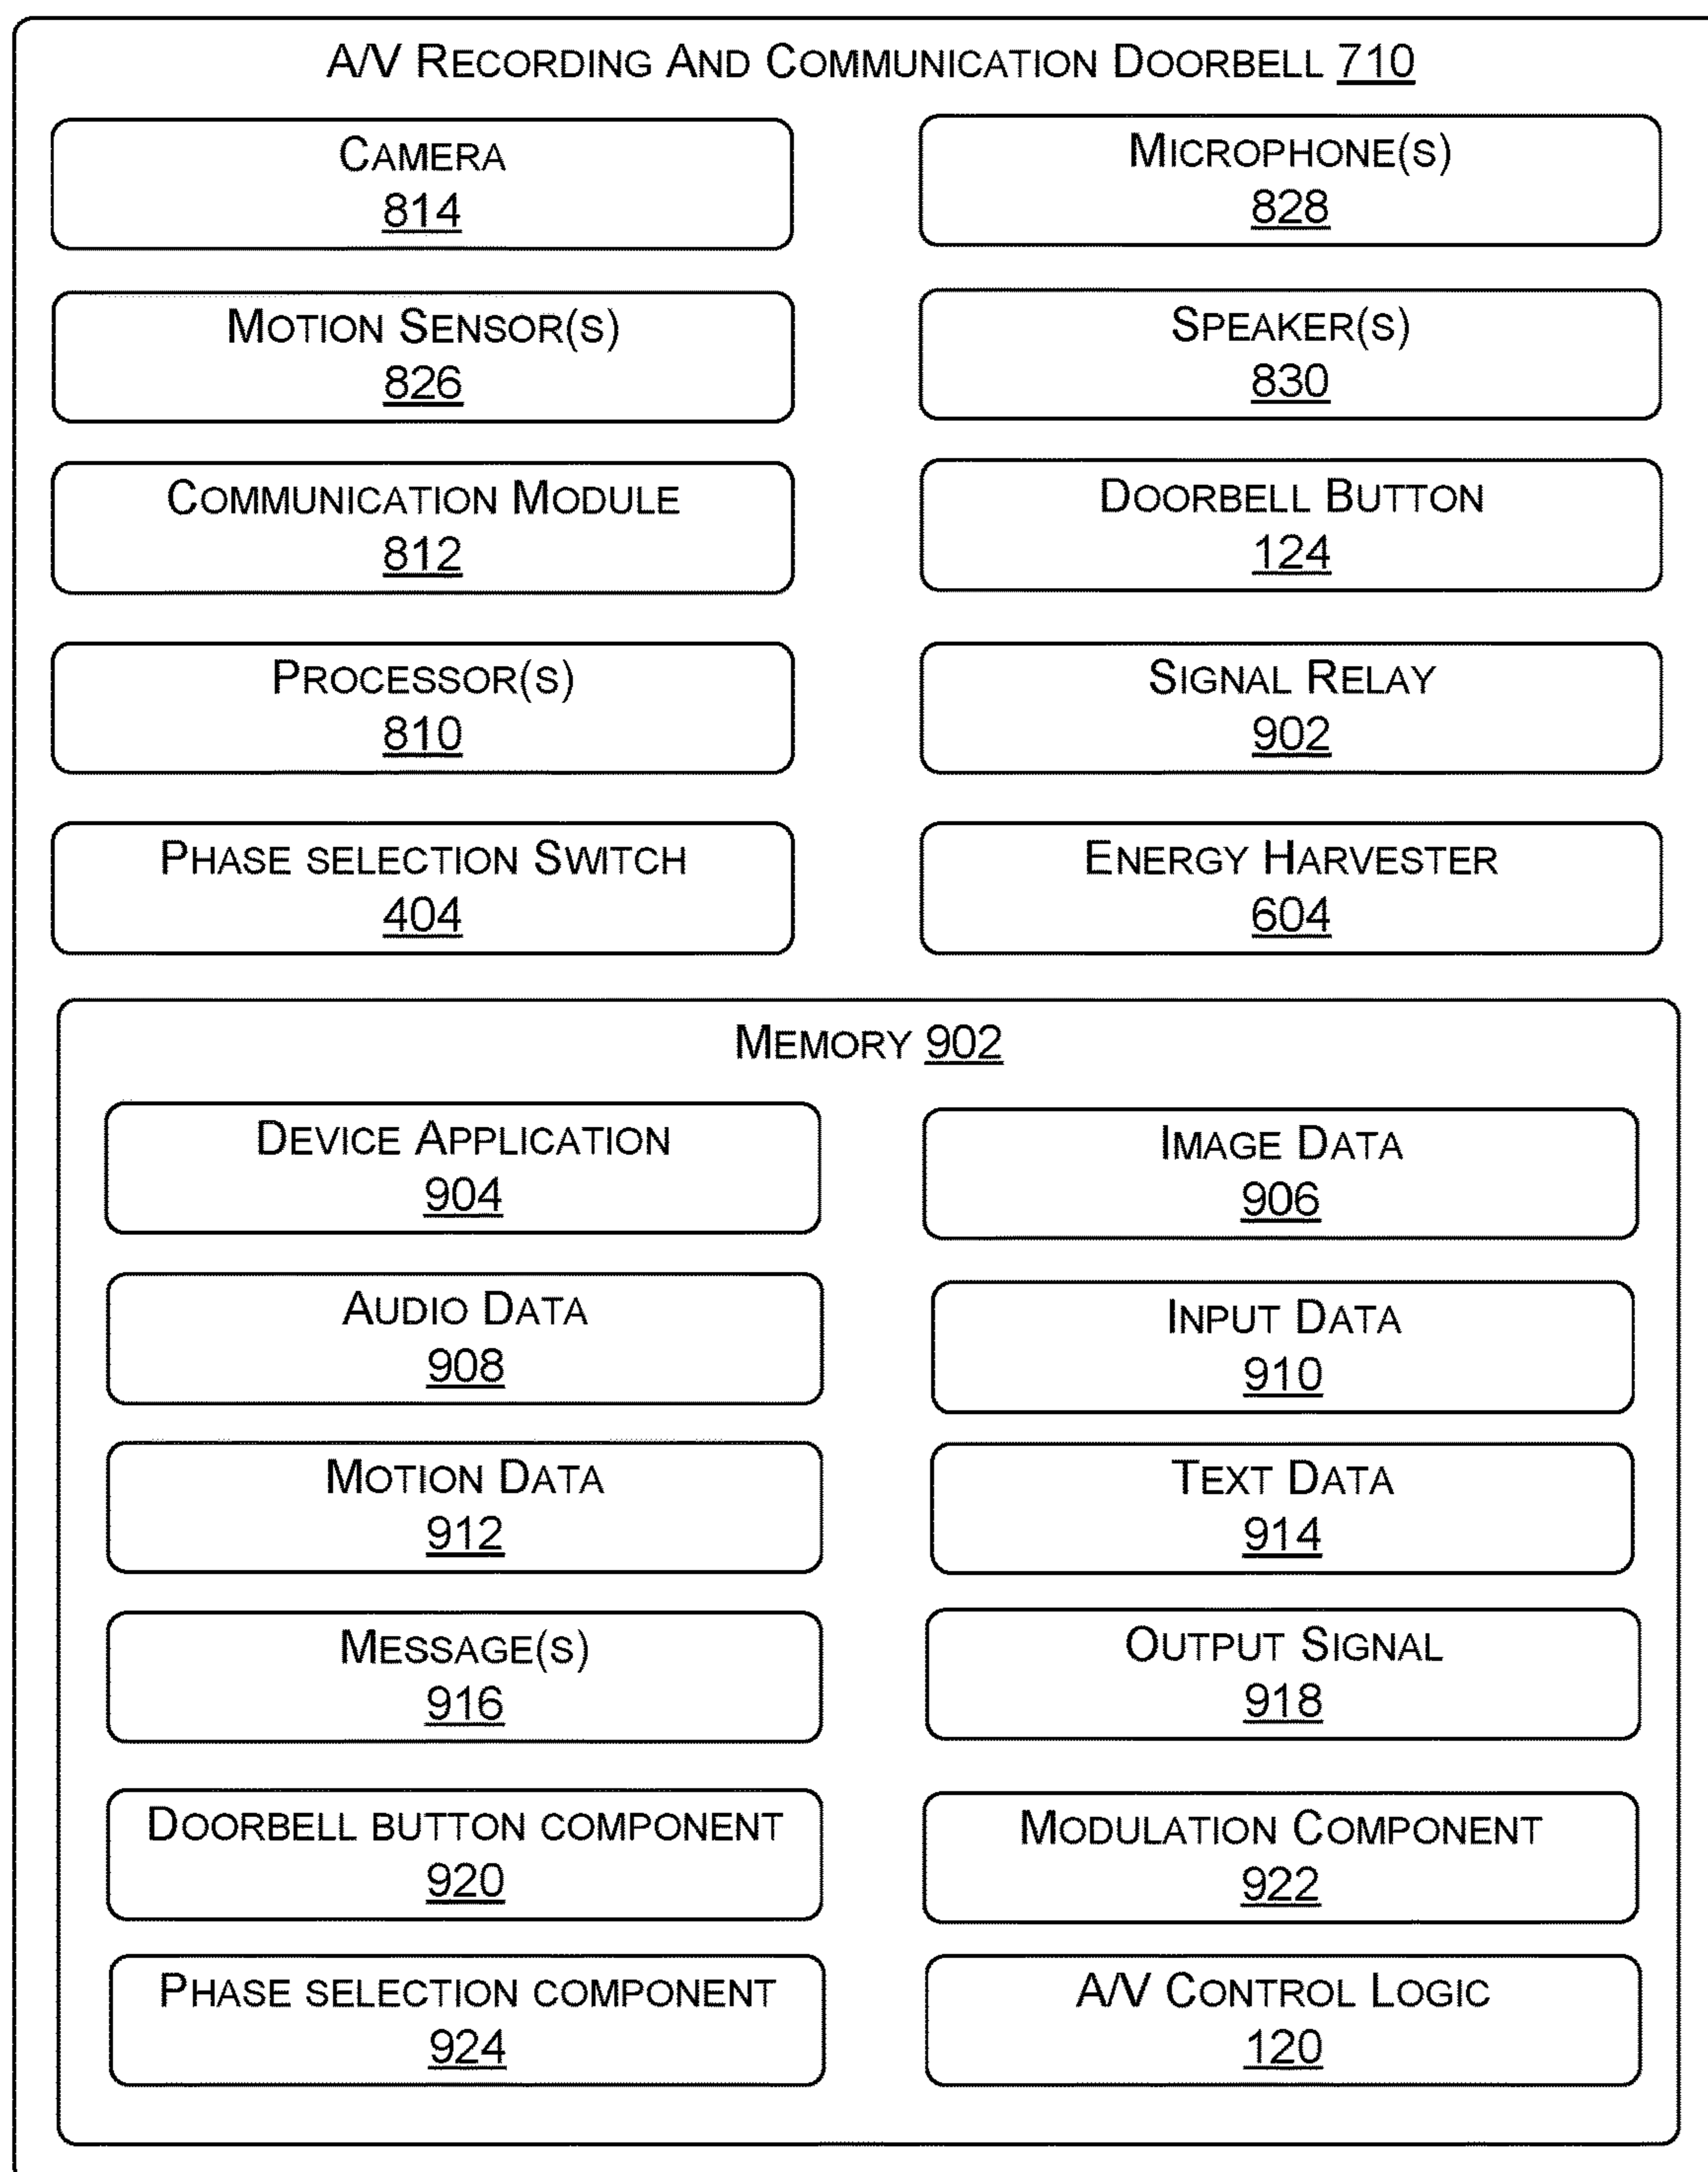 A/V RECORDING AND COMMUNICATION DOORBELL 710
CAMERA
814
MICROPHONE(S)
828
MOTION SENSOR(S)
826
SPEAKER(S)
830
COMMUNICATION MODULE
812
DOORBELL BUTTON
124
PROCESSOR(S)
810
SIGNAL RELAY
902
PHASE SELECTION SWITCH
404
ENERGY HARVESTER
604
MEMORY 902
DEVICE APPLICATION
904
IMAGE DATA
906
AUDIO DATA
908
INPUT DATA
910
MOTION DATA
912
TEXT DATA
914
MESSAGE(S)
916
OUTPUT SIGNAL
918
DOORBELL BUTTON COMPONENT
920
MODULATION COMPONENT
922
PHASE SELECTION COMPONENT
924
A/V CONTROL LOGIC
120